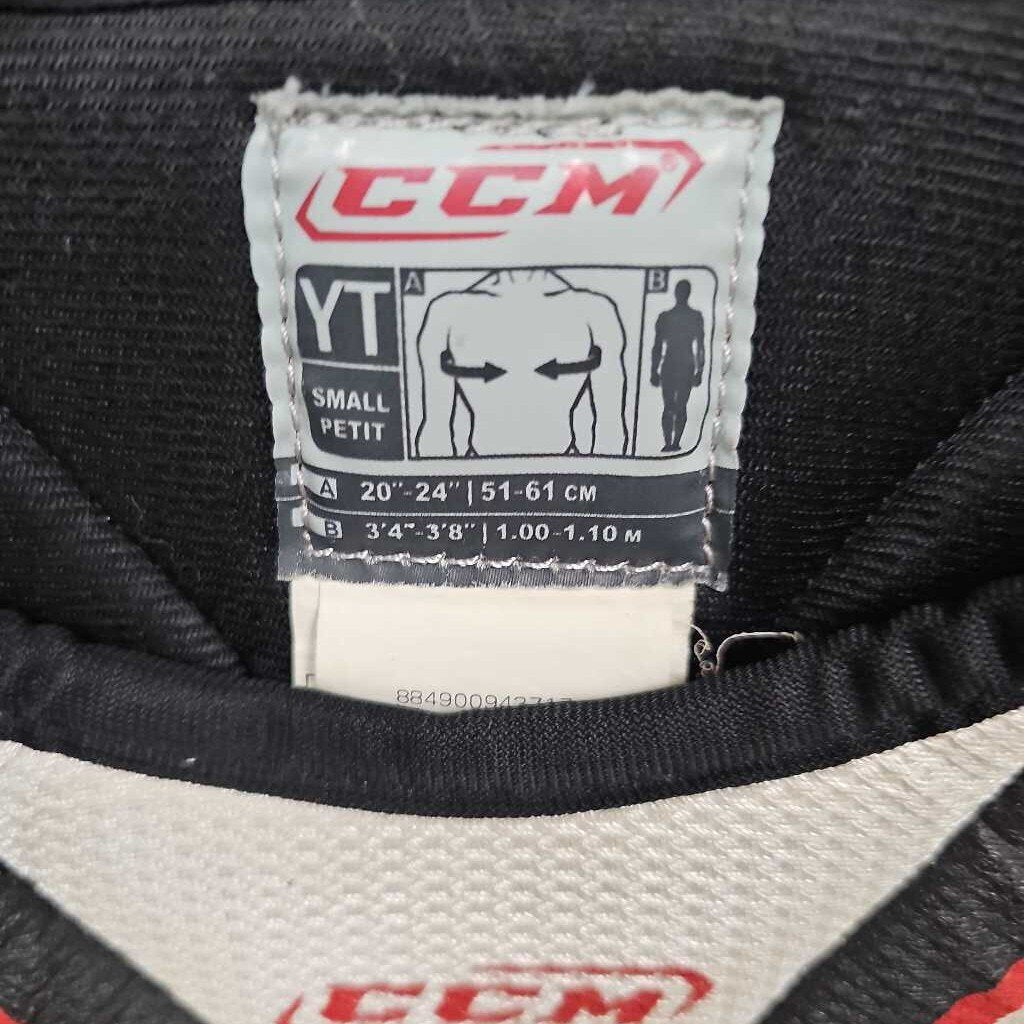 CCM®
YT
SMALL
PETIT
A
B
A 20"-24" | 51-61 CM
B 3'4"-3'8" | 1.00-1.10 M
CCM